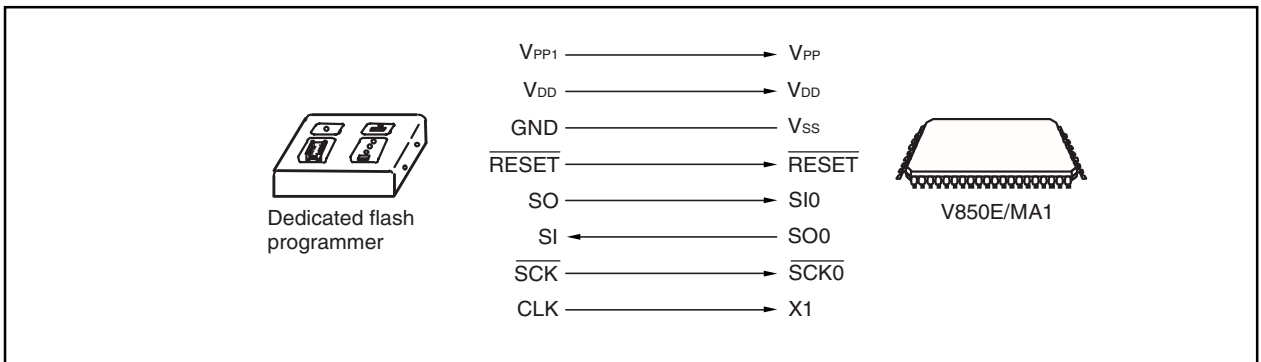 VPP1 VPP
VDD VDD
GND VSS
RESET RESET
SO SI0
SI SO0
SCK SCK0
CLK X1
Dedicated flash
programmer
V850E/MA1